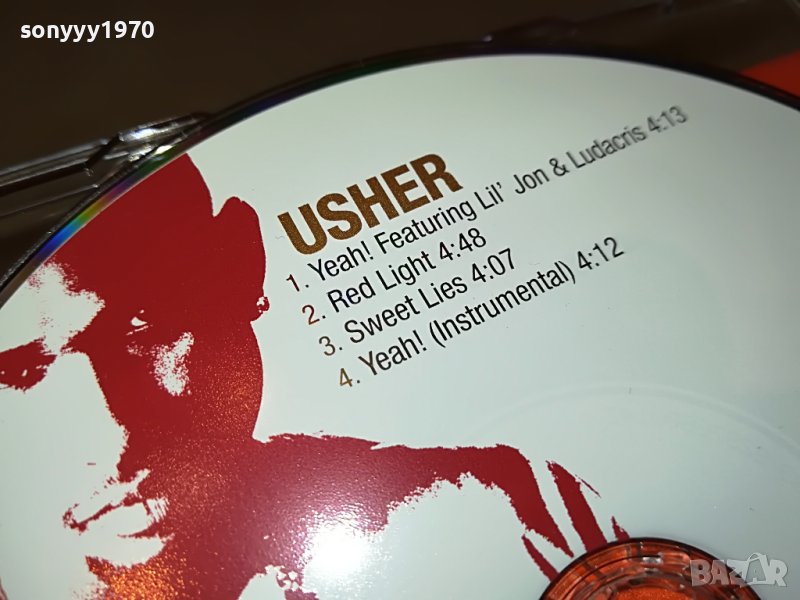 sonyyy1970
USHER
1. Yeah! Featuring Lil' Jon & Ludacris 4:13
2. Red Light 4:48
3. Sweet Lies 4:07
4. Yeah! (Instrumental) 4:12
BAZAR